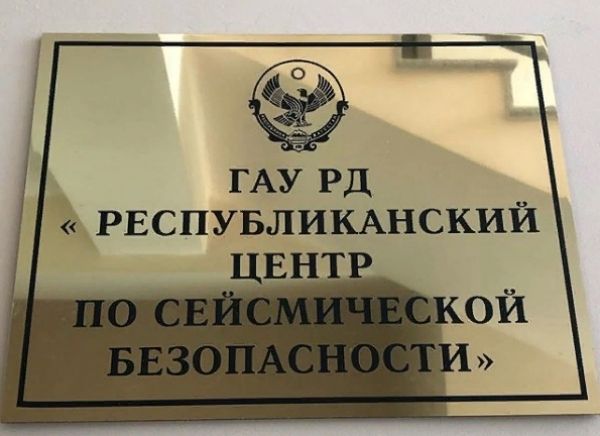 ГАУ РД
« РЕСПУБЛИКАНСКИЙ
ЦЕНТР
ПО СЕЙСМИЧЕСКОЙ
БЕЗОПАСНОСТИ»